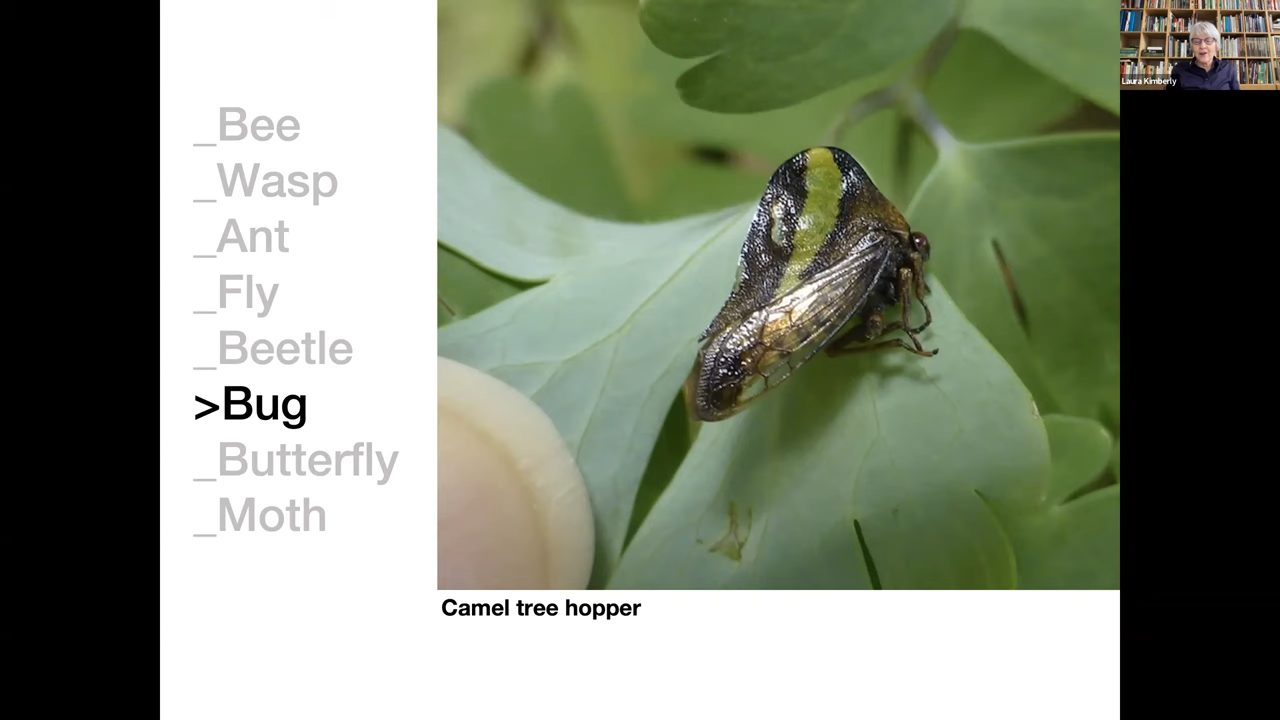 _Bee
_Wasp
_Ant
_Fly
_Beetle
>Bug
_Butterfly
_Moth
Camel tree hopper
Laura Kimberly